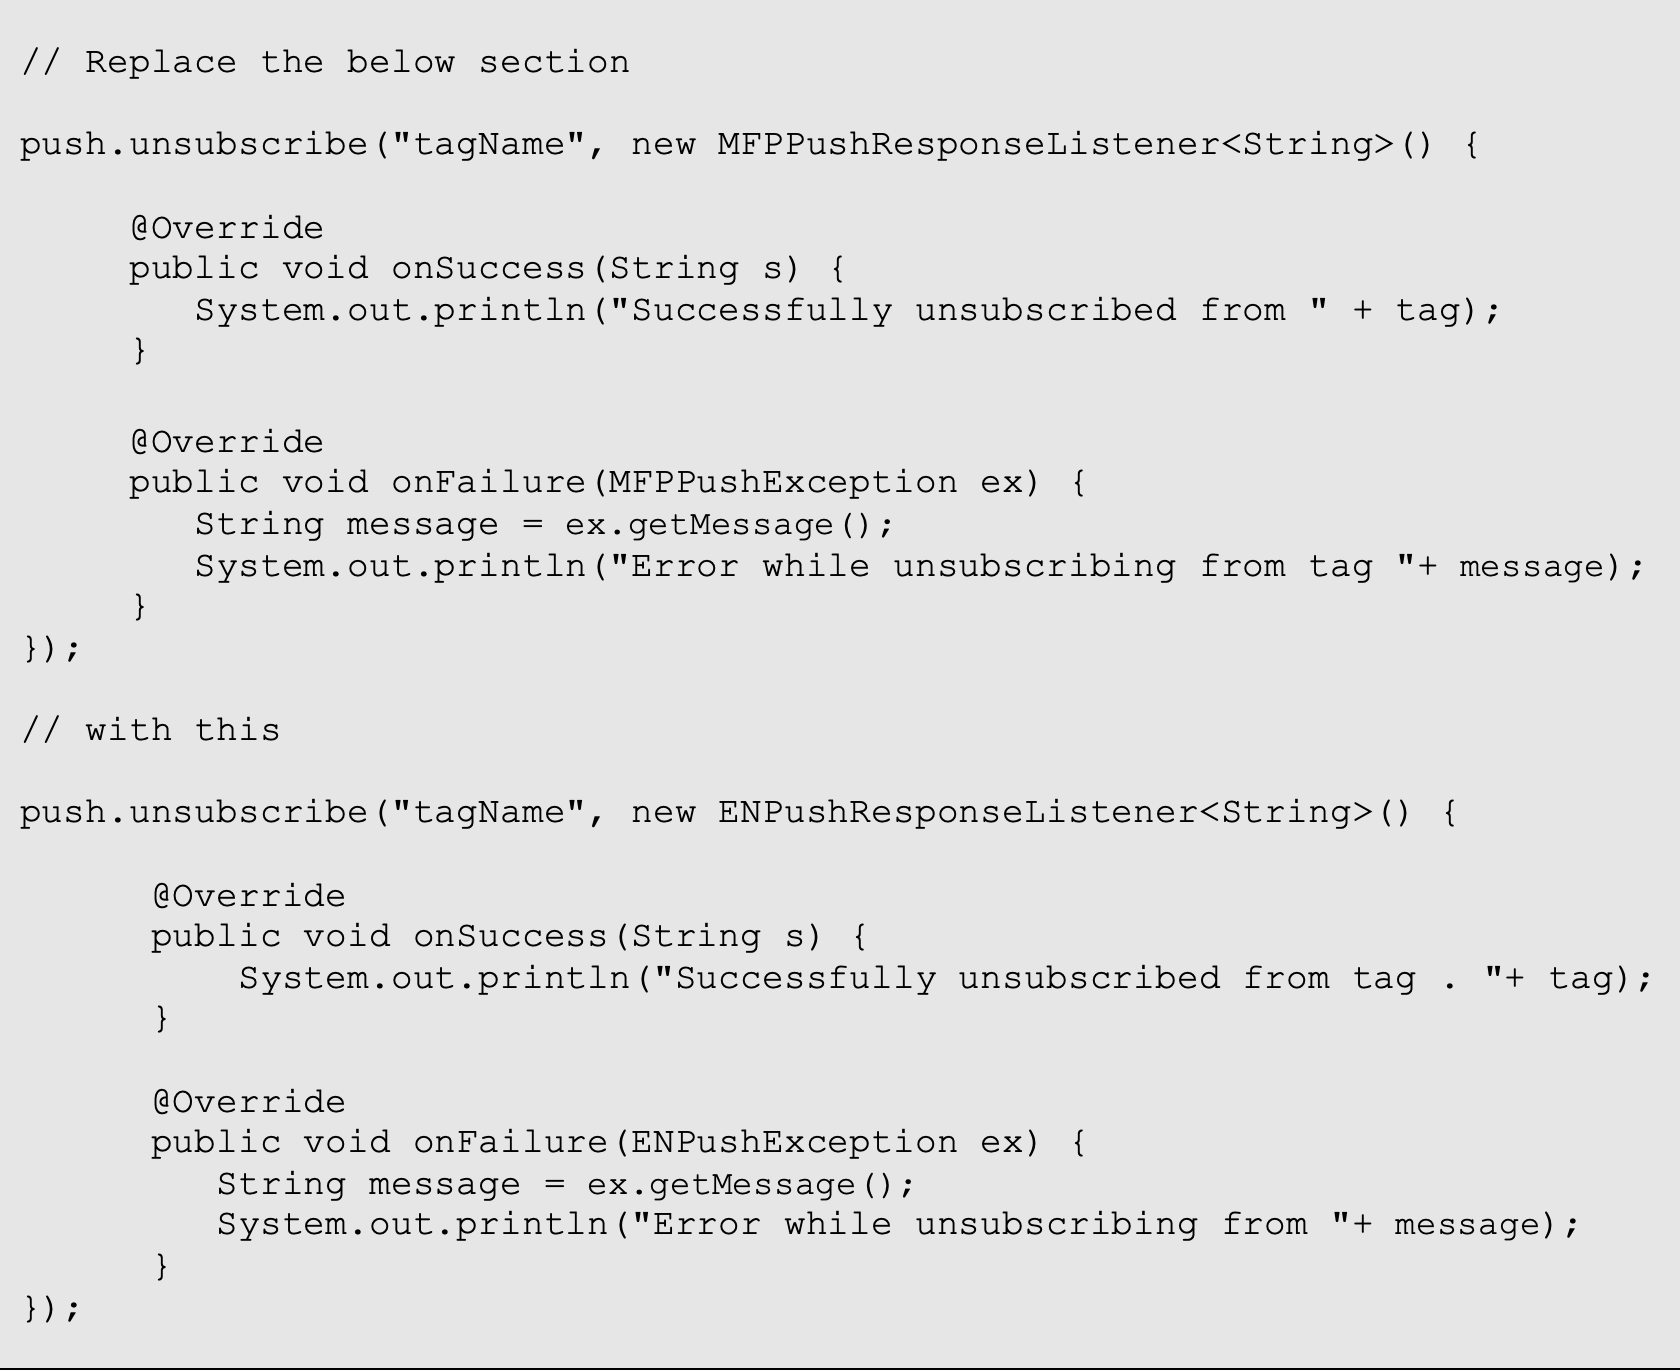 // Replace the below section
push.unsubscribe("tagName", new MFPPushResponseListener<String>() {
@Override
public void onSuccess(String s) {
System.out.println("Successfully unsubscribed from " + tag);
}
@Override
public void onFailure(MFPPushException ex) {
String message = ex.getMessage();
System.out.println("Error while unsubscribing from tag "+ message);
}
});
// with this
push.unsubscribe("tagName", new ENPushResponseListener<String>() {
@Override
public void onSuccess(String s) {
System.out.println("Successfully unsubscribed from tag . "+ tag);
}
@Override
public void onFailure(ENPushException ex) {
String message = ex.getMessage();
System.out.println("Error while unsubscribing from "+ message);
}
});